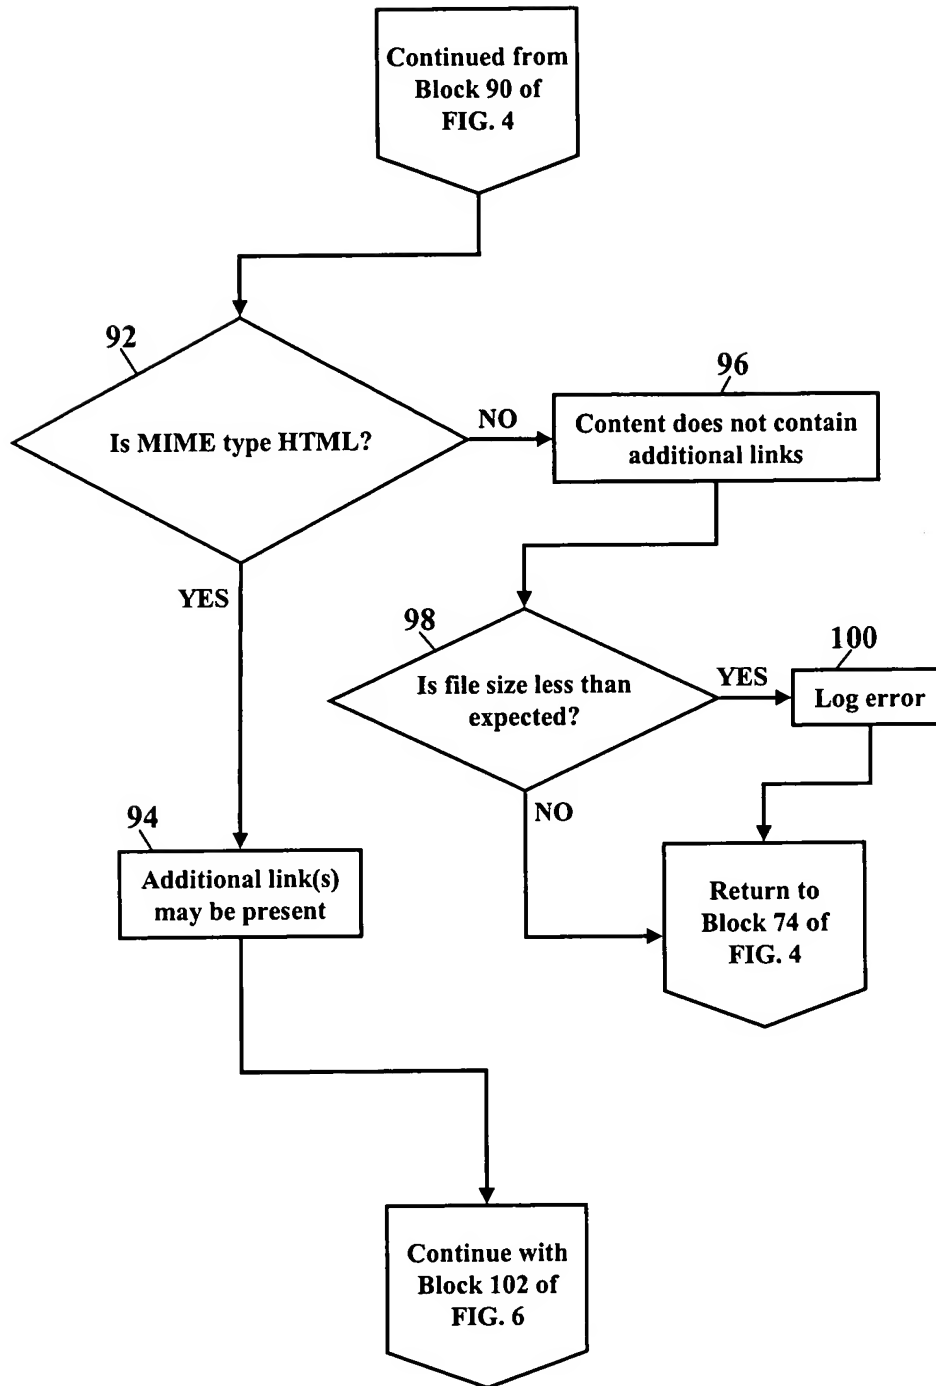 Continued from
Block 90 of
FIG. 4
92
Is MIME type HTML?
NO
96
Content does not contain
additional links
YES
98
Is file size less than
expected?
YES
100
Log error
NO
94
Additional link(s)
may be present
Return to
Block 74 of
FIG. 4
Continue with
Block 102 of
FIG. 6